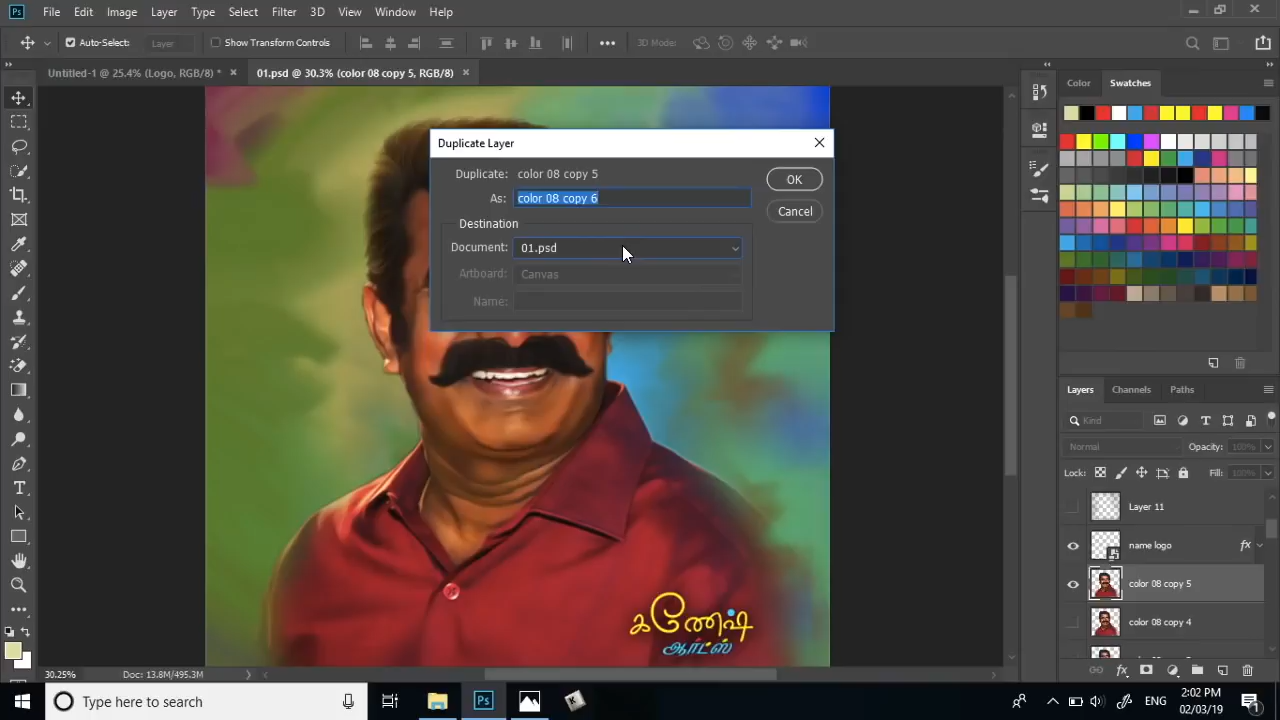 File Edit Image Layer Type Select Filter 3D View Window Help
Auto-Select: Layer Show Transform Controls 3D Mode:
Untitled-1 @ 25.4% (Logo, RGB/8) * 01.psd @ 30.3% (color 08 copy 5, RGB/8)
Color Swatches
Duplicate Layer
Duplicate: color 08 copy 5
OK
As: color 08 copy 6
Cancel
Destination
Document: 01.psd
Artboard: Canvas
Name:
Layers Channels Paths
Kind
Normal Opacity: 100%
Lock: Fill: 100%
Layer 11
name logo fx
color 08 copy 5
color 08 copy 4
கணேஷ்
ஆர்ட்ஸ்
30.25% Doc: 13.8M/495.3M
Type here to search
ENG
2:02 PM
02/03/19
1